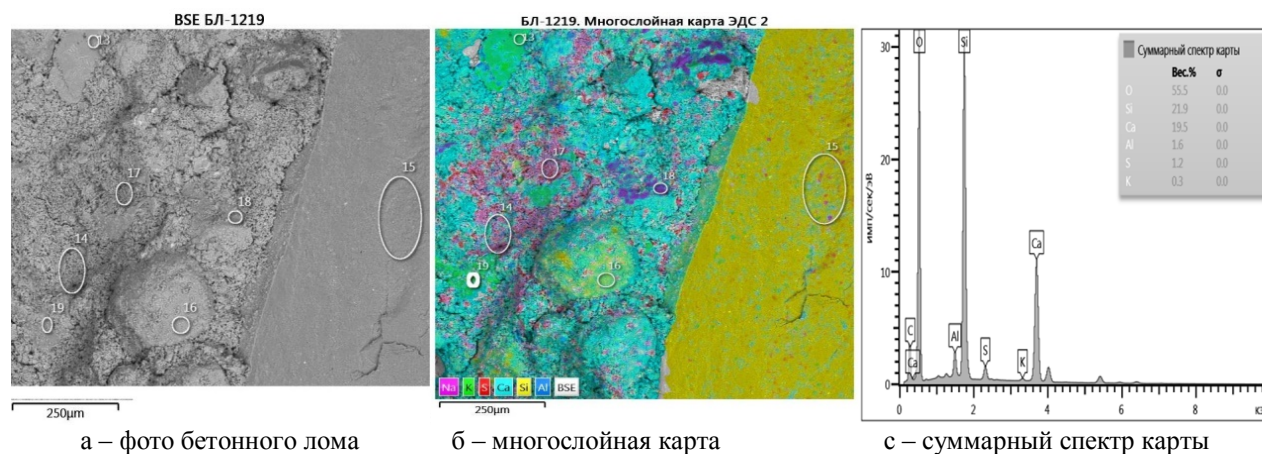 BSE БЛ-1219
13
17
18
15
14
19
16
250μm
БЛ-1219. Многослойная карта ЭДС 2
13
17
18
15
14
19
16
Na K S Ca Si Al BSE
250μm
30
20
10
0
имп/сек/эВ
O
Si
Ca
C
Ca
Al
S
K
0 2 4 6 8
Суммарный спектр карты
Вес.% σ
O 55.5 0.0
Si 21.9 0.0
Ca 19.5 0.0
Al 1.6 0.0
S 1.2 0.0
K 0.3 0.0
а – фото бетонного лома
б – многослойная карта
с – суммарный спектр карты